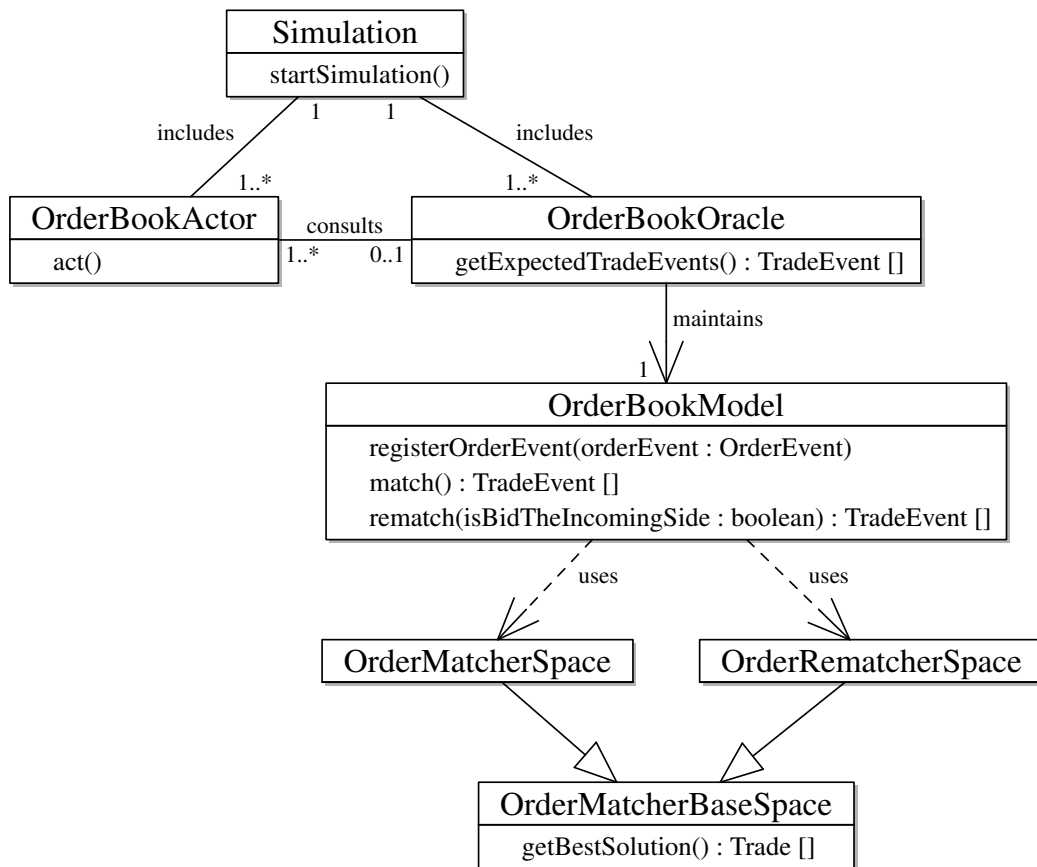 Simulation
startSimulation()
1 1
includes includes
1..* 1..*
OrderBookActor
act()
consults
1..* 0..1
OrderBookOracle
getExpectedTradeEvents() : TradeEvent []
maintains
1
OrderBookModel
registerOrderEvent(orderEvent : OrderEvent)
match() : TradeEvent []
rematch(isBidTheIncomingSide : boolean) : TradeEvent []
uses uses
OrderMatcherSpace OrderRematcherSpace
OrderMatcherBaseSpace
getBestSolution() : Trade []